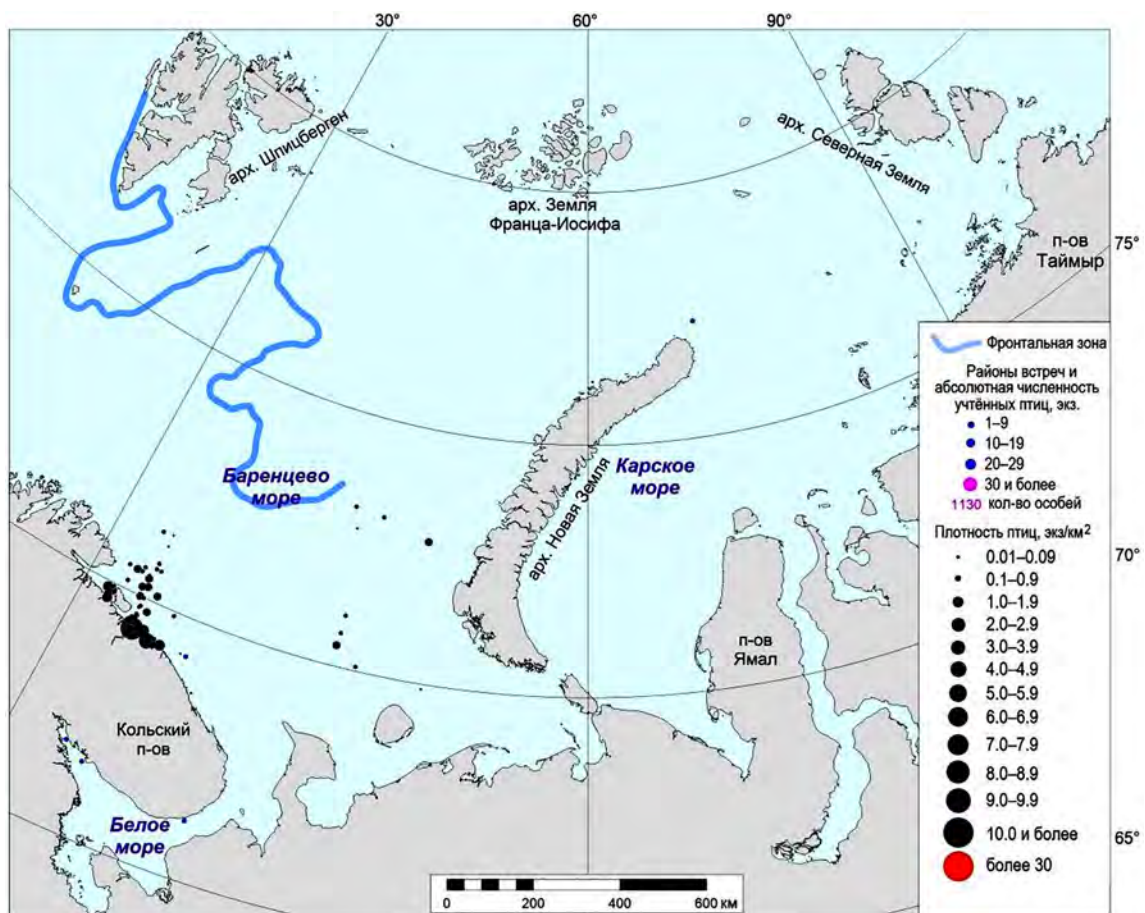 30°
60°
90°
арх. Шпицберген
арх. Северная Земля
арх. Земля
Франца-Иосифа
п-ов
Таймыр
75°
Фронтальная зона
Районы встреч и
абсолютная численность
учтённых птиц, экз.
1–9
10–19
20–29
30 и более
1130 кол-во особей
Плотность птиц, экз/км²
0.01–0.09
0.1–0.9
1.0–1.9
2.0–2.9
3.0–3.9
4.0–4.9
5.0–5.9
6.0–6.9
7.0–7.9
8.0–8.9
9.0–9.9
10.0 и более
более 30
Баренцево
море
Карское
море
арх. Новая Земля
70°
п-ов
Ямал
Кольский
п-ов
Белое
море
65°
0 200 400 600 км